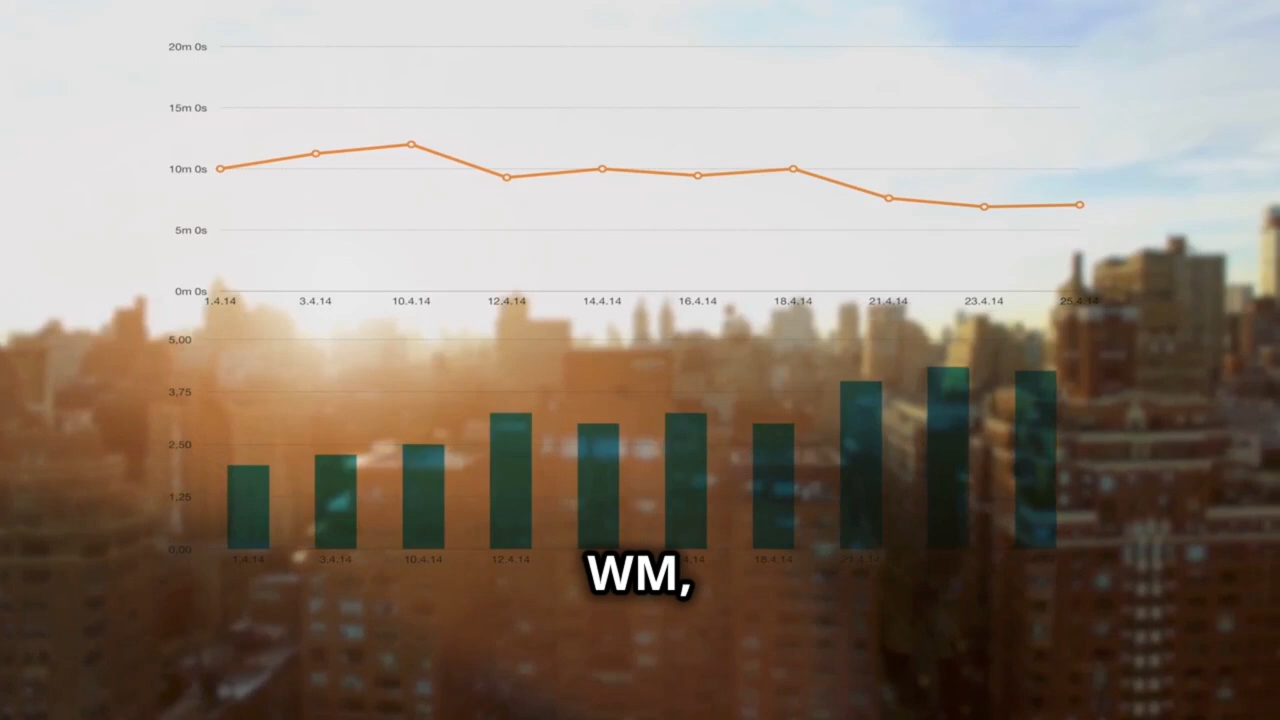 20m 0s
15m 0s
10m 0s
5m 0s
0m 0s
1.4.14 3.4.14 10.4.14 12.4.14 14.4.14 16.4.14 18.4.14 21.4.14 23.4.14 25.4.14
5,00
3,75
2,50
1,25
0,00
1.4.14 3.4.14 10.4.14 12.4.14 18.4.14 21.4.14
WM,